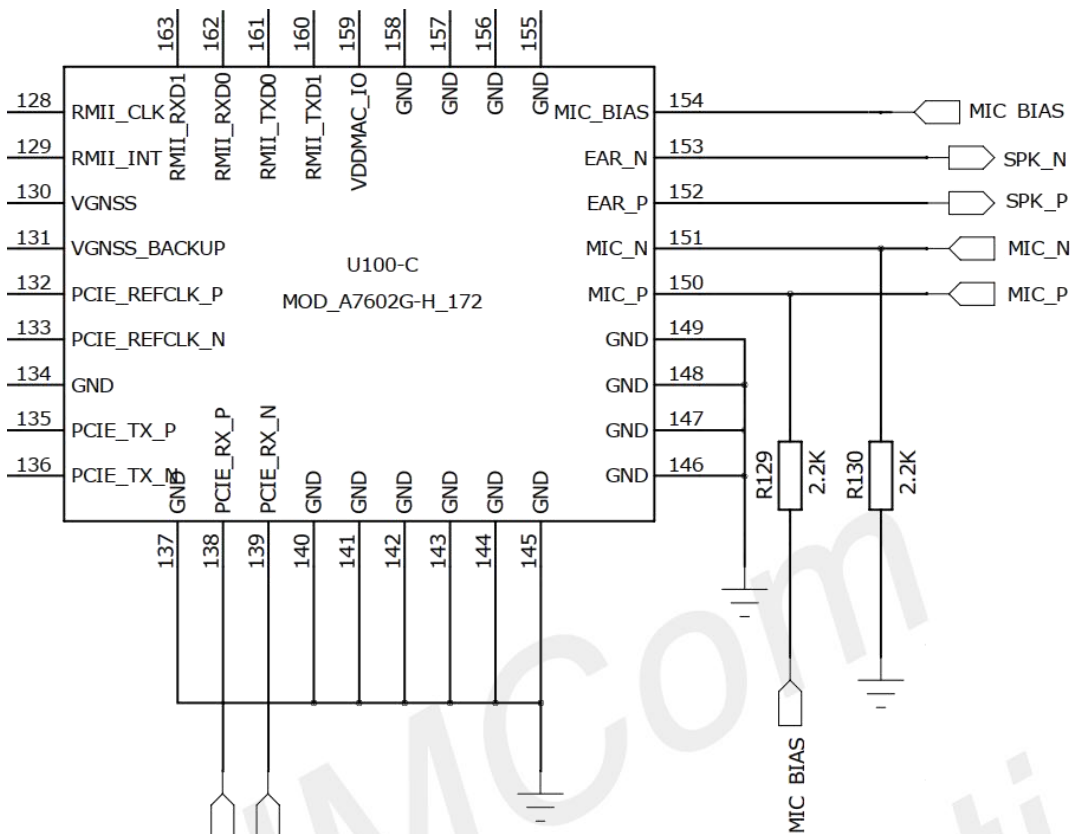 163
162
161
160
159
158
157
156
155
RMII_RXD1
RMII_RXD0
RMII_TXD0
RMII_TXD1
VDDMAC_IO
GND
GND
GND
GND
128 RMII_CLK
129 RMII_INT
130 VGNSS
131 VGNSS_BACKUP
132 PCIE_REFCLK_P
133 PCIE_REFCLK_N
134 GND
135 PCIE_TX_P
136 PCIE_TX_N
U100-C
MOD_A7602G-H_172
MIC_BIAS 154 MIC BIAS
EAR_N 153 SPK_N
EAR_P 152 SPK_P
MIC_N 151 MIC_N
MIC_P 150 MIC_P
GND 149
GND 148
GND 147
GND 146
GND
PCIE_RX_P
PCIE_RX_N
GND
GND
GND
GND
GND
GND
137
138
139
140
141
142
143
144
145
R129
2.2K
R130
2.2K
MIC BIAS
MCom